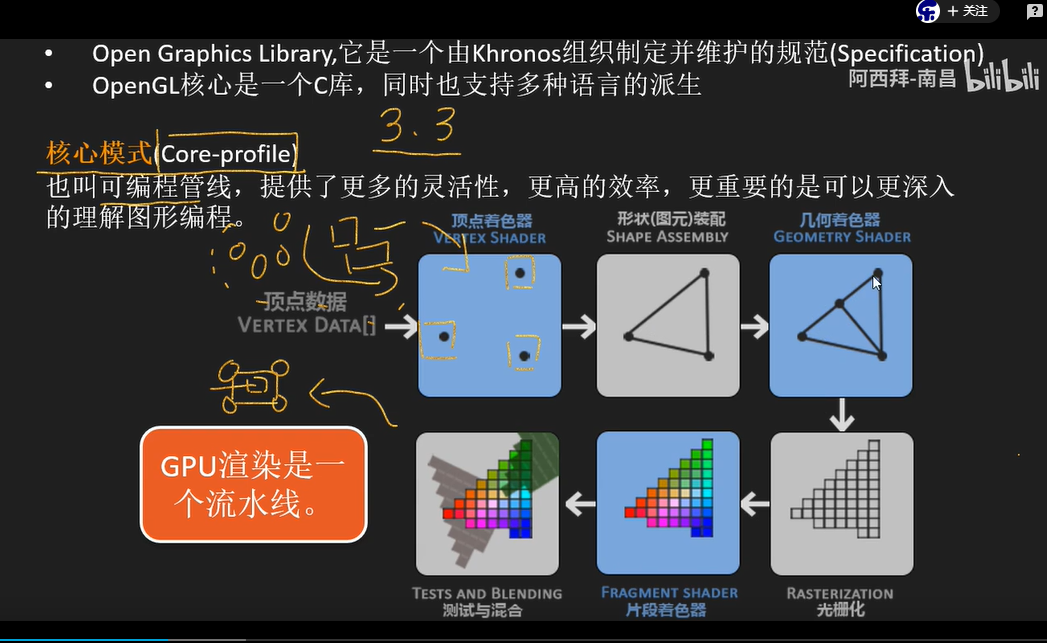 + 关注
?
• Open Graphics Library,它是一个由Khronos组织制定并维护的规范(Specification)
• OpenGL核心是一个C库，同时也支持多种语言的派生
阿西拜-南昌 bilibili
3.3
核心模式(Core-profile)
也叫可编程管线，提供了更多的灵活性，更高的效率，更重要的是可以更深入
的理解图形编程。
顶点着色器
VERTEX SHADER
形状(图元)装配
SHAPE ASSEMBLY
几何着色器
GEOMETRY SHADER
顶点数据
VERTEX DATA[]
GPU渲染是一
个流水线。
TESTS AND BLENDING
测试与混合
FRAGMENT SHADER
片段着色器
RASTERIZATION
光栅化